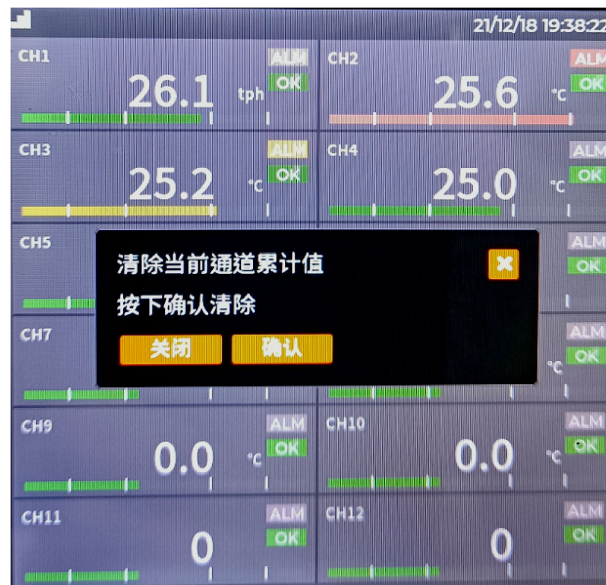 21/12/18 19:38:22
CH1 ALM CH2 ALM
26.1 tph OK 25.6 °C OK
CH3 ALM CH4 ALM
25.2 °C OK 25.0 °C OK
CH5 ALM
清除当前通道累计值
OK
按下确认清除
CH7 ALM
关闭 确认
°C OK
CH9 ALM CH10 ALM
0.0 °C OK 0.0 °C OK
CH11 ALM CH12 ALM
0 OK 0 OK